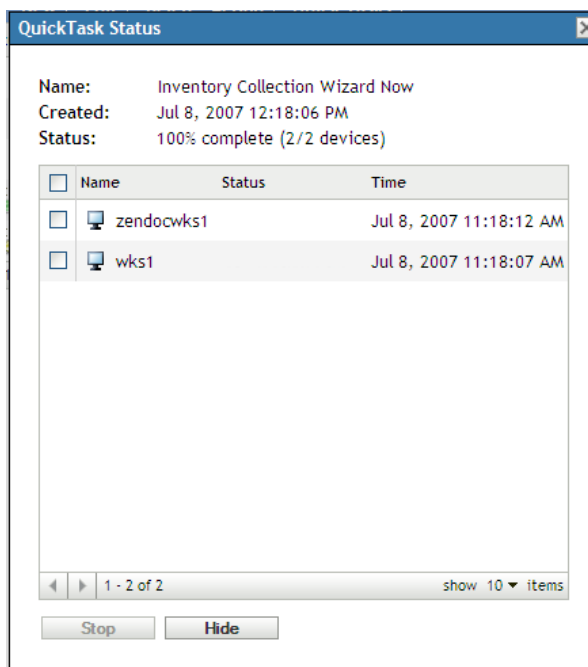 QuickTask Status
Name: Inventory Collection Wizard Now
Created: Jul 8, 2007 12:18:06 PM
Status: 100% complete (2/2 devices)
Name Status Time
zendocwks1 Jul 8, 2007 11:18:12 AM
wks1 Jul 8, 2007 11:18:07 AM
1 - 2 of 2 show 10 items
Stop Hide